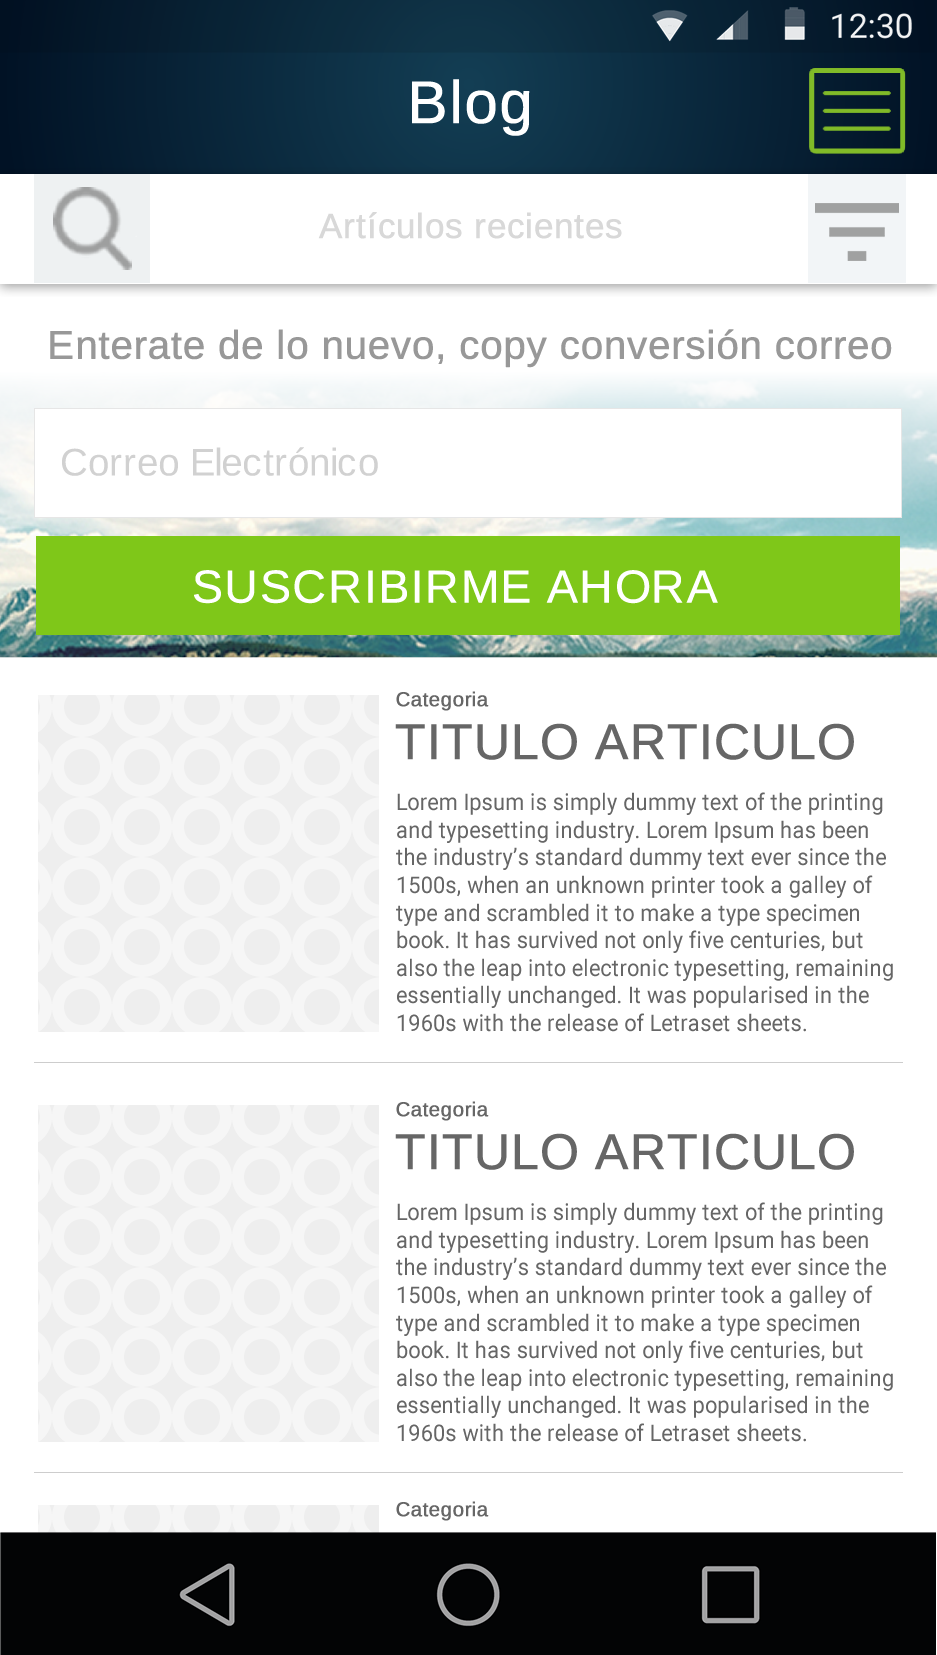 12:30
Blog
Artículos recientes
Enterate de lo nuevo, copy conversión correo
Correo Electrónico
SUSCRIBIRME AHORA
Categoria
TITULO ARTICULO
Lorem Ipsum is simply dummy text of the printing
and typesetting industry. Lorem Ipsum has been
the industry’s standard dummy text ever since the
1500s, when an unknown printer took a galley of
type and scrambled it to make a type specimen
book. It has survived not only five centuries, but
also the leap into electronic typesetting, remaining
essentially unchanged. It was popularised in the
1960s with the release of Letraset sheets.
Categoria
TITULO ARTICULO
Lorem Ipsum is simply dummy text of the printing
and typesetting industry. Lorem Ipsum has been
the industry’s standard dummy text ever since the
1500s, when an unknown printer took a galley of
type and scrambled it to make a type specimen
book. It has survived not only five centuries, but
also the leap into electronic typesetting, remaining
essentially unchanged. It was popularised in the
1960s with the release of Letraset sheets.
Categoria